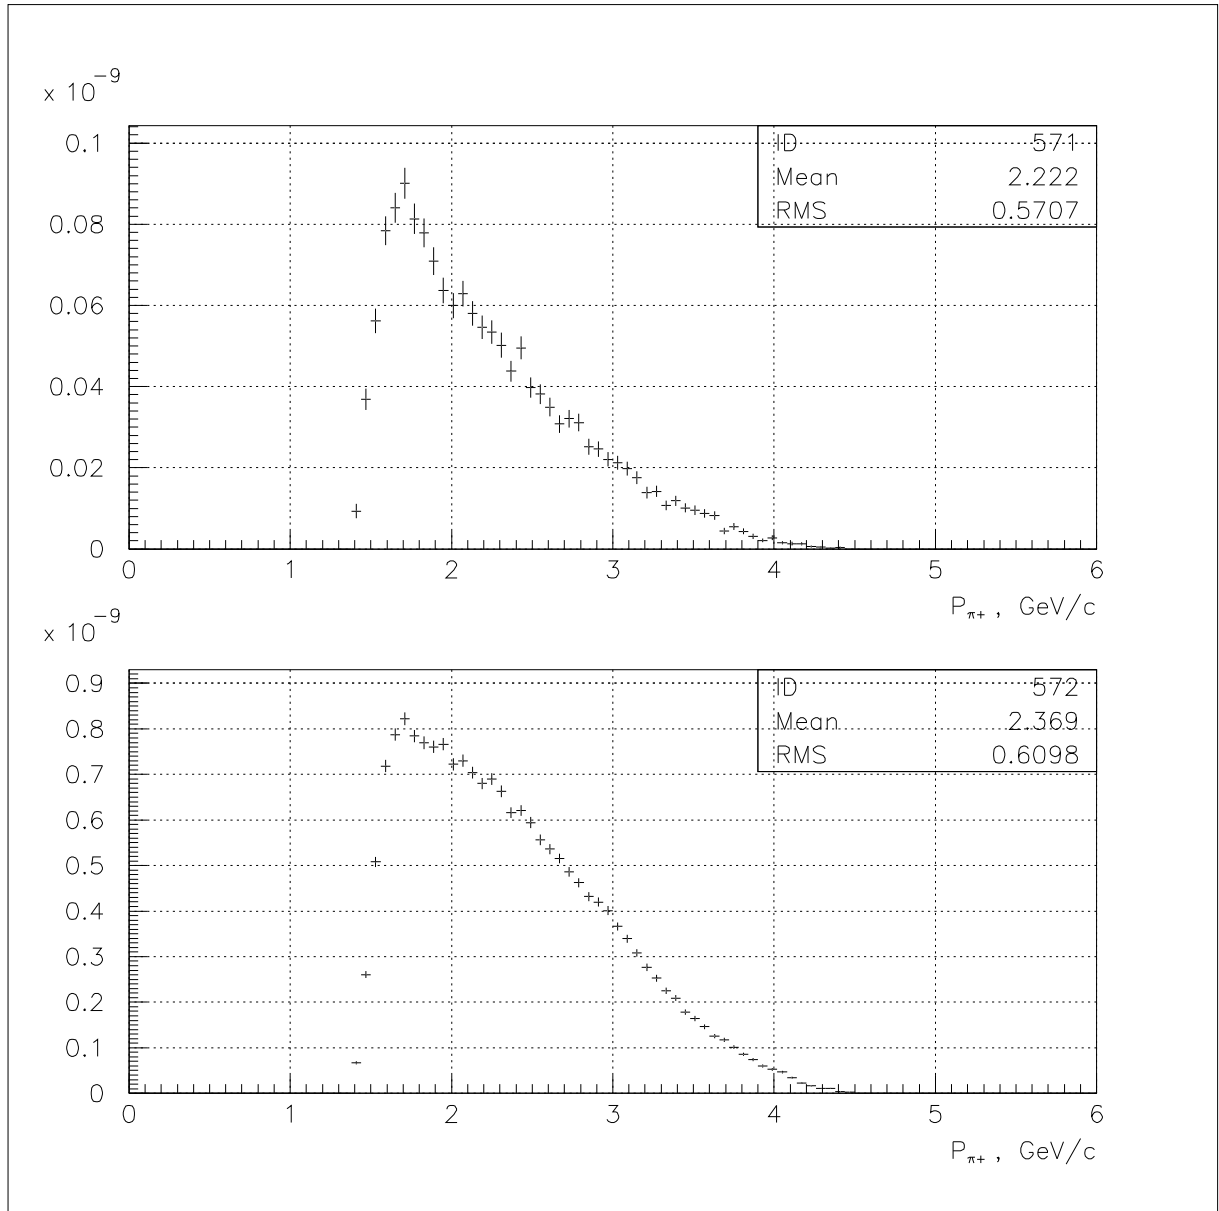 x 10^-9
0.1
0.08
0.06
0.04
0.02
0
0 1 2 3 4 5 6
ID 571
Mean 2.222
RMS 0.5707
Pπ+ , GeV/c
x 10^-9
0.9
0.8
0.7
0.6
0.5
0.4
0.3
0.2
0.1
0
0 1 2 3 4 5 6
ID 572
Mean 2.369
RMS 0.6098
Pπ+ , GeV/c